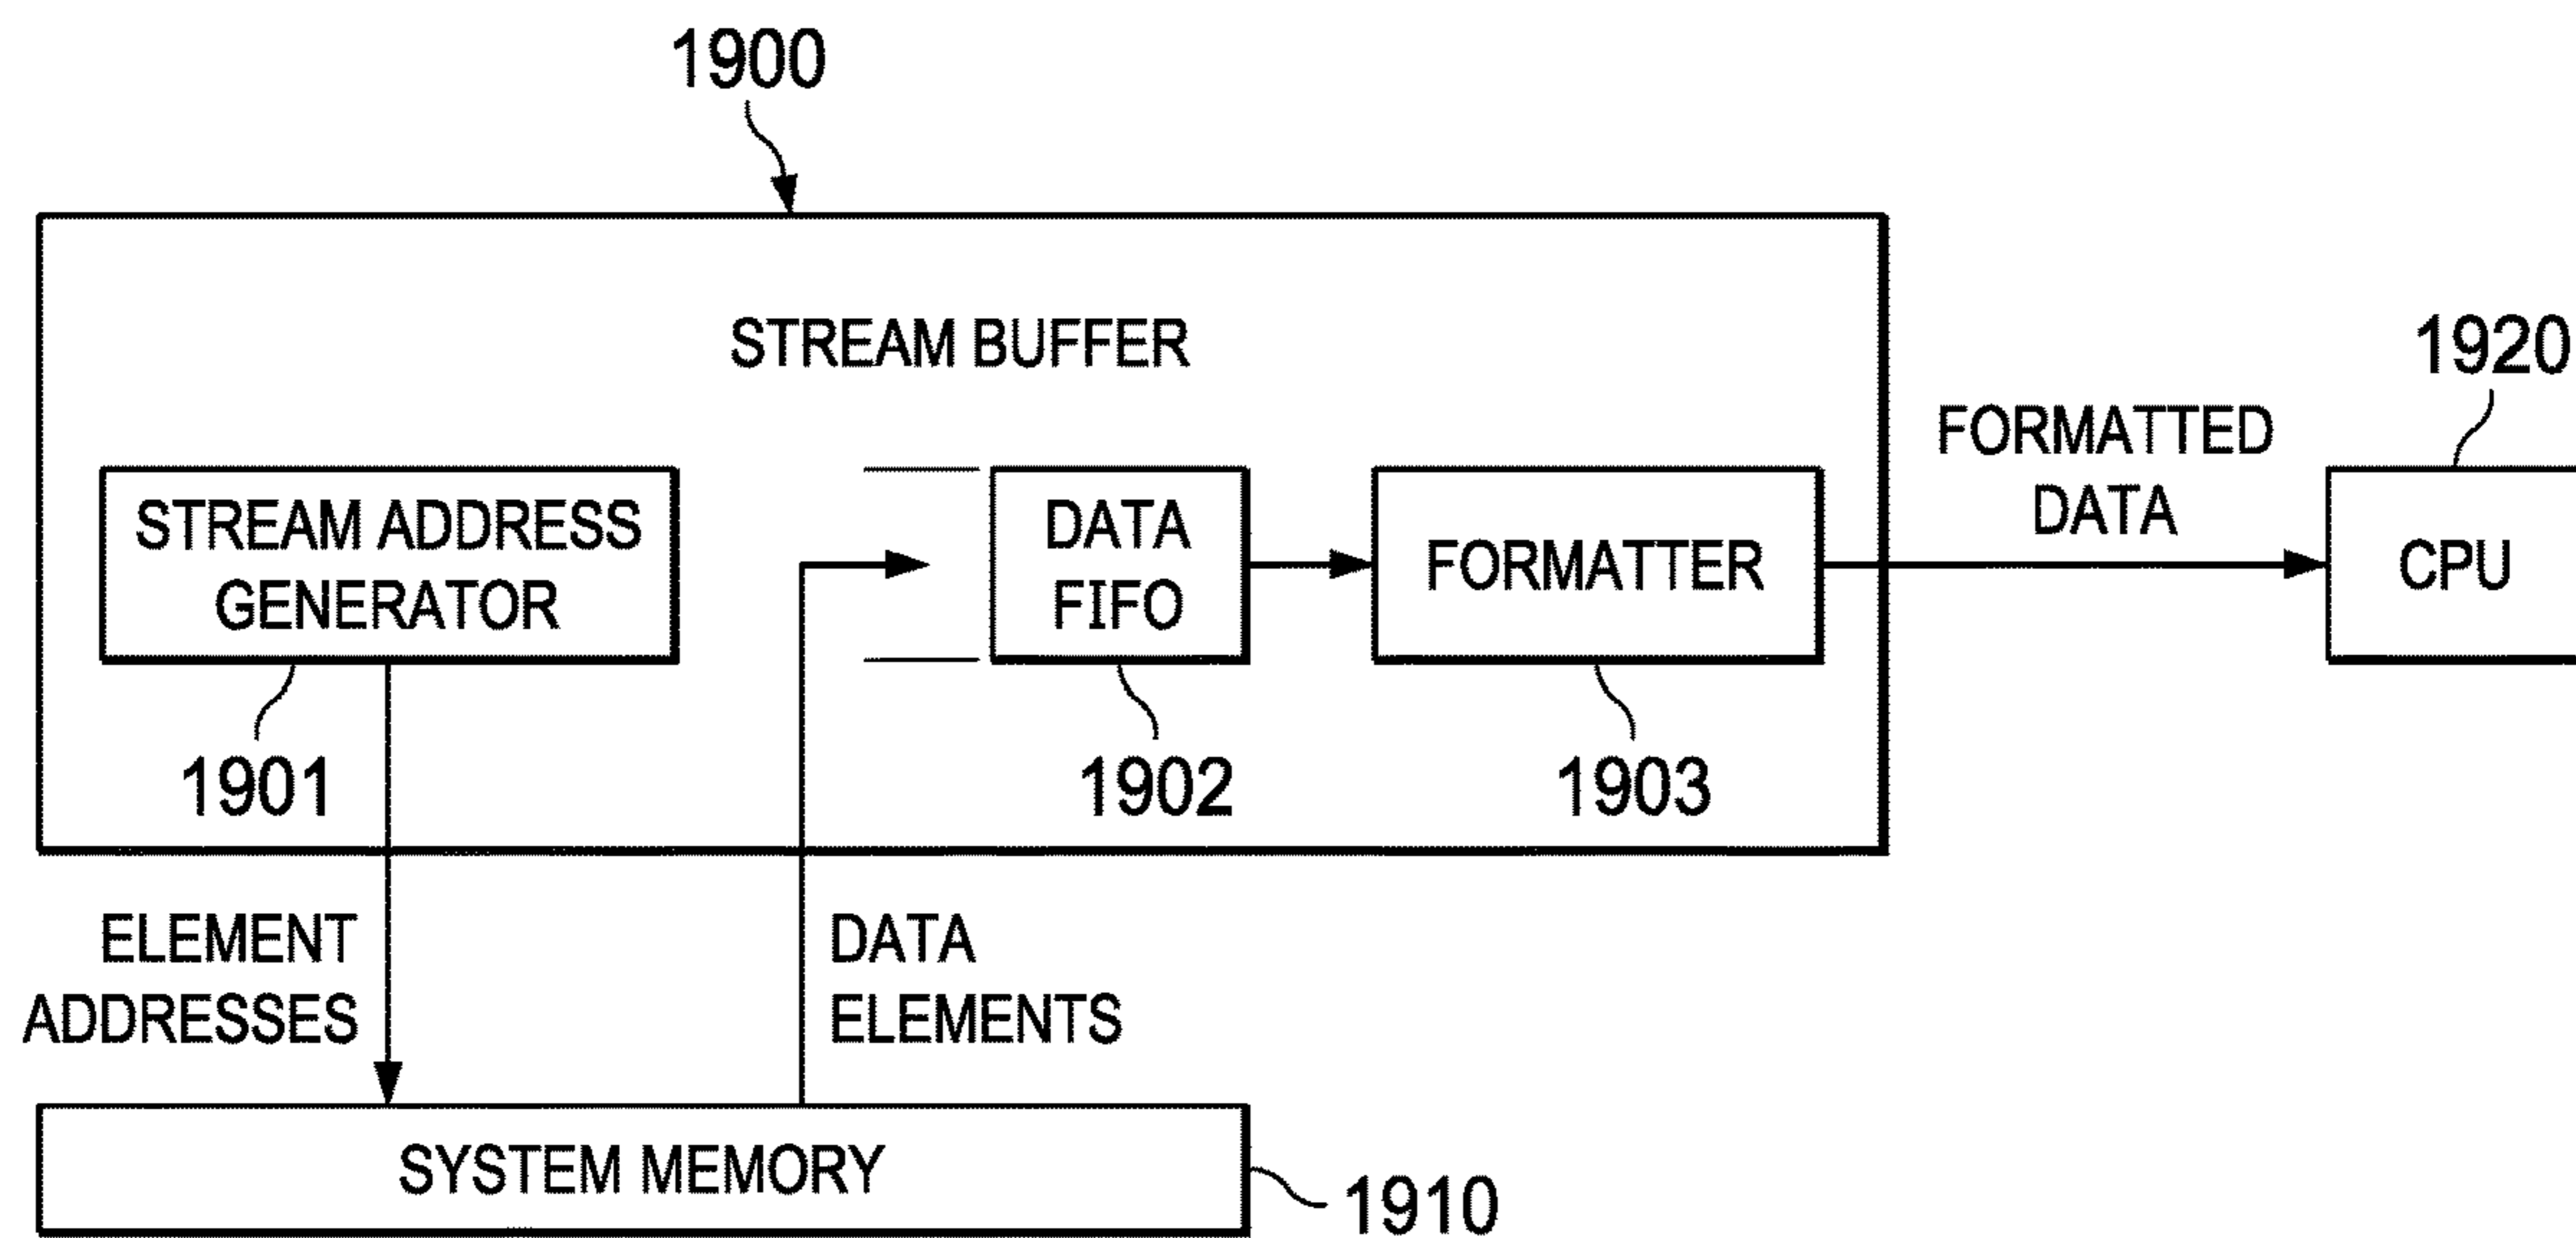 1900
STREAM BUFFER
1920
FORMATTED
DATA
STREAM ADDRESS
GENERATOR
DATA
FIFO
FORMATTER
CPU
1901
1902
1903
ELEMENT
ADDRESSES
DATA
ELEMENTS
SYSTEM MEMORY
1910